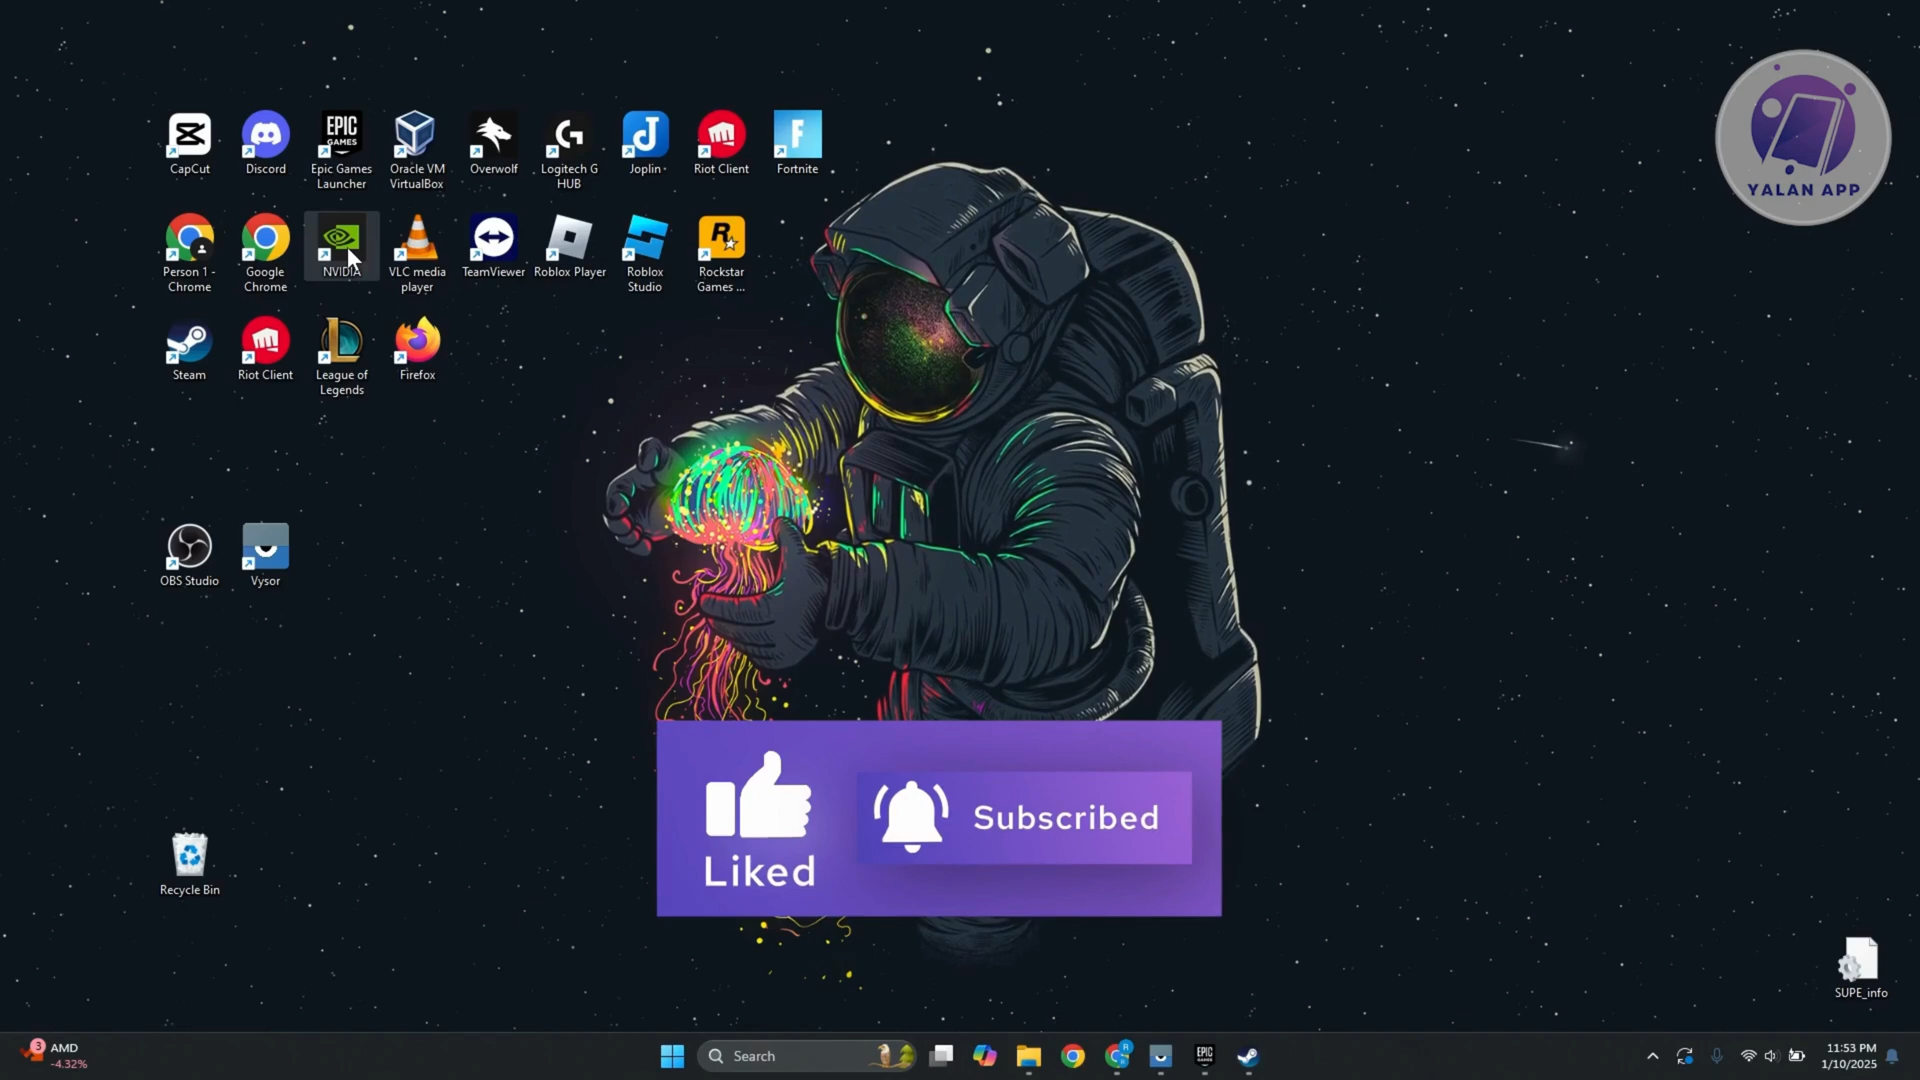 YALAN APP
EPIC
GAMES
CapCut
Discord
Epic Games
Launcher
Oracle VM
VirtualBox
Overwolf
Logitech G
HUB
Joplin
Riot Client
Fortnite
Person 1 -
Chrome
Google
Chrome
NVIDIA
VLC media
player
TeamViewer
Roblox Player
Roblox
Studio
Rockstar
Games ...
Steam
Riot Client
League of
Legends
Firefox
OBS Studio
Vysor
Liked
Subscribed
Recycle Bin
SUPE_info
3
AMD
-4.32%
Search
R
EPIC
GAMES
11:53 PM
1/10/2025